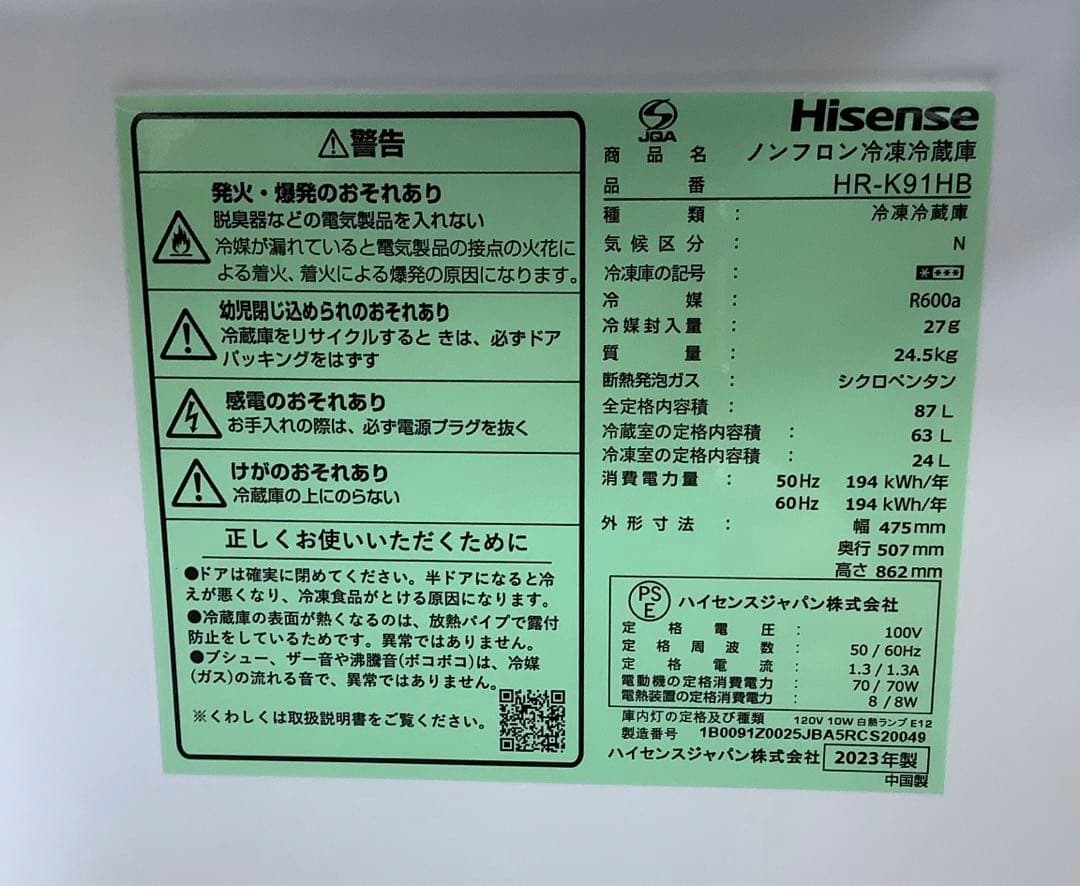 ⚠警告
発火・爆発のおそれあり
脱臭器などの電気製品を入れない
冷媒が漏れていると電気製品の接点の火花に
よる着火、着火による爆発の原因になります。
幼児閉じ込められのおそれあり
冷蔵庫をリサイクルすると きは、必ずドア
パッキングをはずす
感電のおそれあり
お手入れの際は、必ず電源プラグを抜く
けがのおそれあり
冷蔵庫の上にのらない
正しくお使いいただくために
●ドアは確実に閉めてください。半ドアになると冷
えが悪くなり、冷凍食品がとける原因になります。
●冷蔵庫の表面が熱くなるのは、放熱パイプで露付
防止をしているためです。異常ではありません。
●プシュー、ザー音や沸騰音(ポコポコ)は、冷媒
(ガス)の流れる音で、異常ではありません。
※くわしくは取扱説明書をご覧ください。
JQA
Hisense
商品名 ノンフロン冷凍冷蔵庫
品番 HR-K91HB
種類 : 冷凍冷蔵庫
気候区分 : N
冷凍庫の記号 : ****
冷媒 : R600a
冷媒封入量 : 27g
質量 : 24.5kg
断熱発泡ガス : シクロペンタン
全定格内容積 : 87 L
冷蔵室の定格内容積 : 63 L
冷凍室の定格内容積 : 24 L
消費電力量 : 50Hz 194 kWh/年
60Hz 194 kWh/年
外形寸法 : 幅 475mm
奥行 507mm
高さ 862mm
PSE ハイセンスジャパン株式会社
定格電圧 : 100V
定格周波数 : 50 / 60Hz
定格電流 : 1.3 / 1.3A
電動機の定格消費電力 : 70 / 70W
電熱装置の定格消費電力 : 8 / 8W
庫内灯の定格及び種類 120V 10W 白熱ランプ E12
製造番号 1B0091Z0025JBA5RCS20049
ハイセンスジャパン株式会社 2023年製
中国製